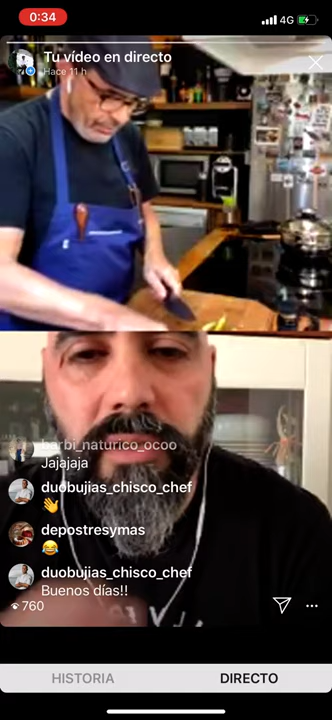 0:34
4G
Tu vídeo en directo
Hace 11 h
barbi_naturico_ocoo
Jajajaja
duobujias_chisco_chef
👋
depostresymas
😂
duobujias_chisco_chef
Buenos días!!
760
HISTORIA
DIRECTO